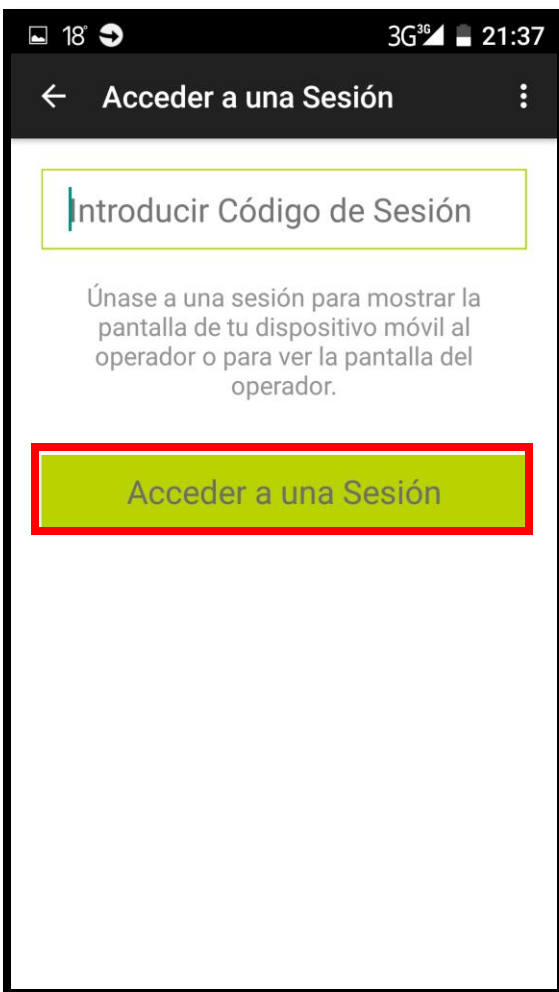 18° 3G 3G 21:37
Acceder a una Sesión
Introducir Código de Sesión
Únase a una sesión para mostrar la
pantalla de tu dispositivo móvil al
operador o para ver la pantalla del
operador.
Acceder a una Sesión